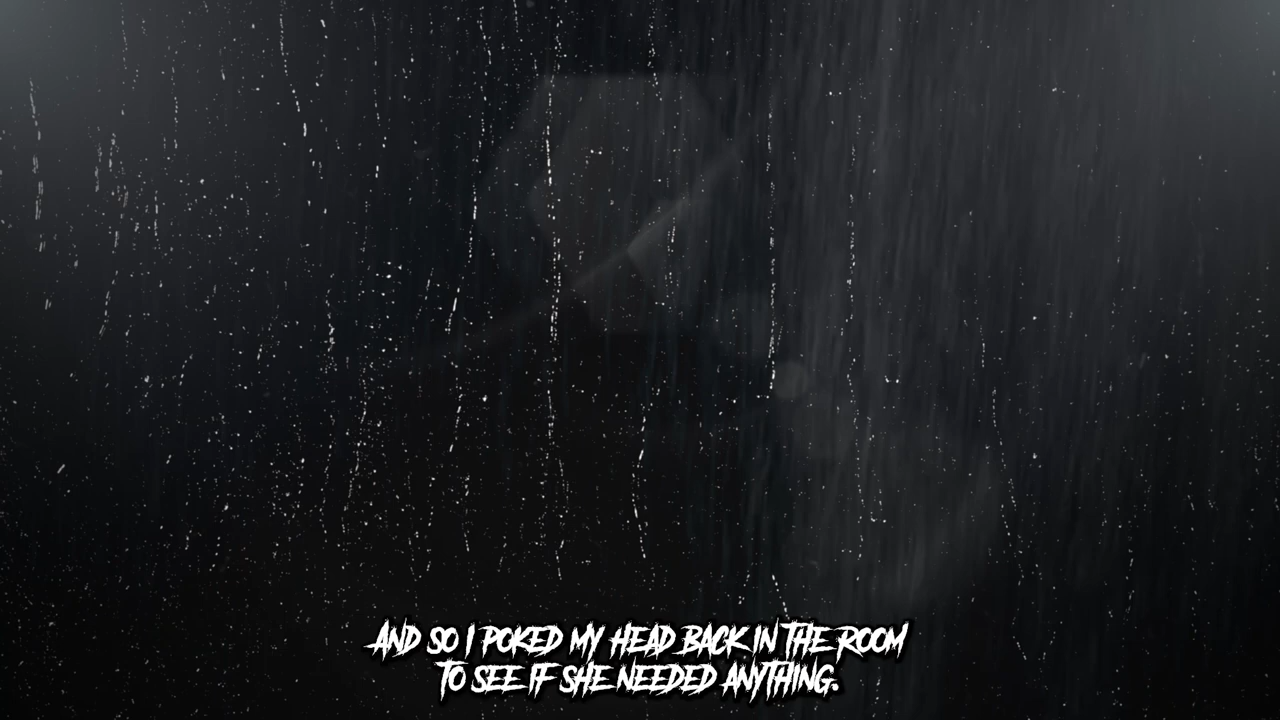 AND SO I POKED MY HEAD BACK IN THE ROOM
TO SEE IF SHE NEEDED ANYTHING.